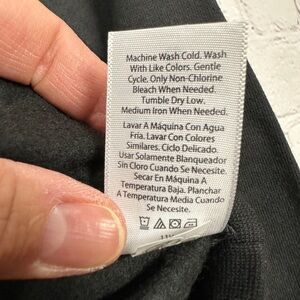 Machine Wash Cold. Wash
With Like Colors. Gentle
Cycle. Only Non-Chlorine
Bleach When Needed.
Tumble Dry Low.
Medium Iron When Needed.
Lavar A Máquina Con Agua
Fría. Lavar Con Colores
Similares. Ciclo Delicado.
Usar Solamente Blanqueador
Sin Cloro Cuando Se Necesite.
Secar En Máquina A
Temperatura Baja. Planchar
A Temperatura Media Cuando
Se Necesite.